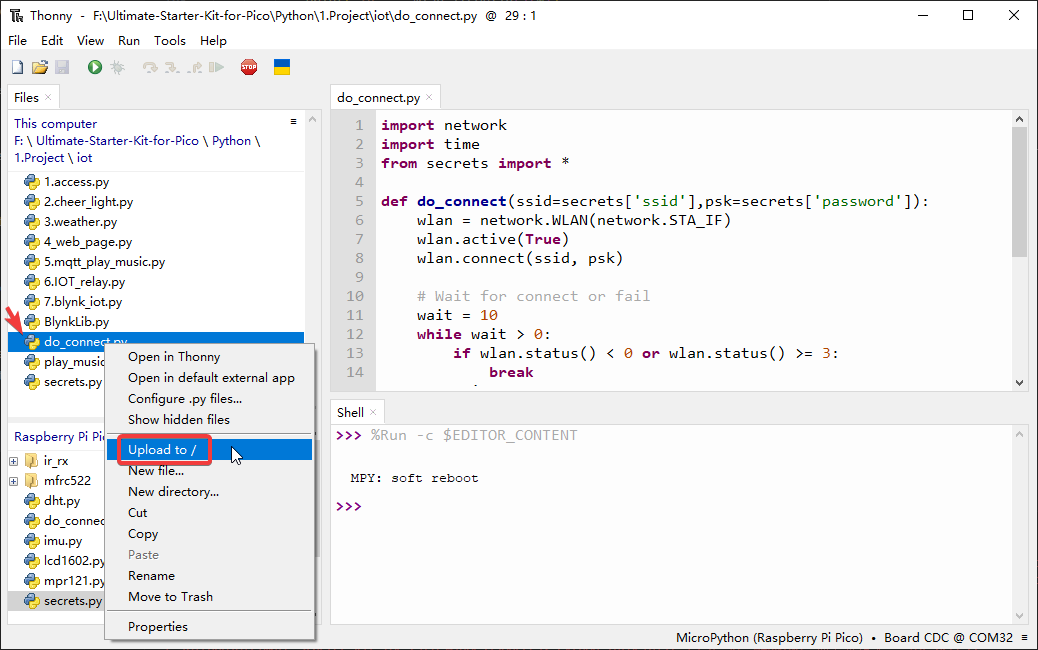 Thonny - F:\Ultimate-Starter-Kit-for-Pico\Python\1.Project\iot\do_connect.py @ 29 : 1
File Edit View Run Tools Help
STOP
Files
This computer
F: \ Ultimate-Starter-Kit-for-Pico \ Python \
1.Project \ iot
1.access.py
2.cheer_light.py
3.weather.py
4_web_page.py
5.mqtt_play_music.py
6.IOT_relay.py
7.blynk_iot.py
BlynkLib.py
do_connect.py
play_music
secrets.py
Open in Thonny
Open in default external app
Configure .py files...
Show hidden files
Upload to /
New file...
New directory...
Cut
Copy
Paste
Rename
Move to Trash
Properties
Raspberry Pi Pic
ir_rx
mfrc522
dht.py
do_connec
imu.py
lcd1602.py
mpr121.py
secrets.py
do_connect.py
1 import network
2 import time
3 from secrets import *
4
5 def do_connect(ssid=secrets['ssid'],psk=secrets['password']):
6 wlan = network.WLAN(network.STA_IF)
7 wlan.active(True)
8 wlan.connect(ssid, psk)
9
10 # Wait for connect or fail
11 wait = 10
12 while wait > 0:
13 if wlan.status() < 0 or wlan.status() >= 3:
14 break
Shell
>>> %Run -c $EDITOR_CONTENT
MPY: soft reboot
>>>
MicroPython (Raspberry Pi Pico) • Board CDC @ COM32